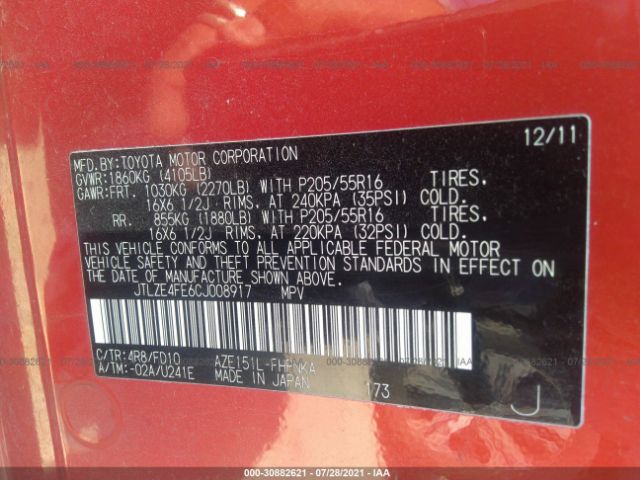 12/11
MFD.BY:TOYOTA MOTOR CORPORATION
GVWR:1860KG (4105LB)
GAWR:FRT. 1030KG (2270LB) WITH P205/55R16 TIRES.
16X6 1/2J RIMS. AT 240KPA (35PSI) COLD.
RR. 855KG (1880LB) WITH P205/55R16 TIRES.
16X6 1/2J RIMS. AT 220KPA (32PSI) COLD.
THIS VEHICLE CONFORMS TO ALL APPLICABLE FEDERAL MOTOR
VEHICLE SAFETY AND THEFT PREVENTION STANDARDS IN EFFECT ON
THE DATE OF MANUFACTURE SHOWN ABOVE.
JTLZE4FE6CJ008917 MPV
C/TR:4R8/FD10 AZE151L-FHPNKA
A/TM:-02A/U241E MADE IN JAPAN
173
J
000-30882621 - 07/28/2021 - IAA